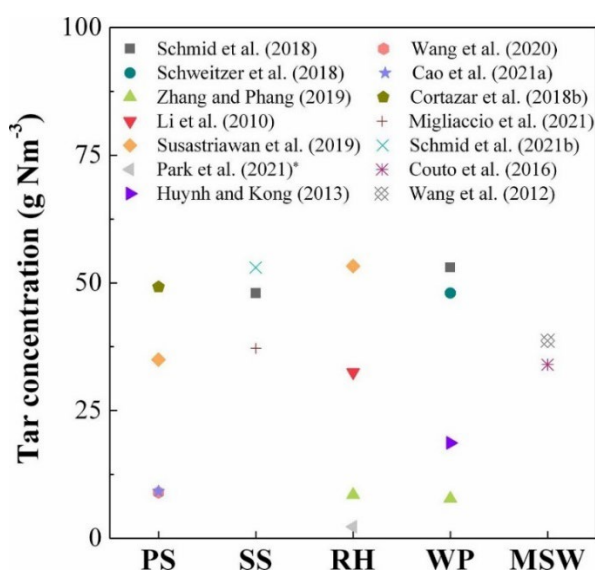 100
Schmid et al. (2018)
Wang et al. (2020)
Schweitzer et al. (2018)
Cao et al. (2021a)
Zhang and Phang (2019)
Cortazar et al. (2018b)
Li et al. (2010)
Migliaccio et al. (2021)
Susastriawan et al. (2019)
Schmid et al. (2021b)
Park et al. (2021)*
Couto et al. (2016)
Huynh and Kong (2013)
Wang et al. (2012)
75
50
25
0
Tar concentration (g Nm⁻³)
PS SS RH WP MSW